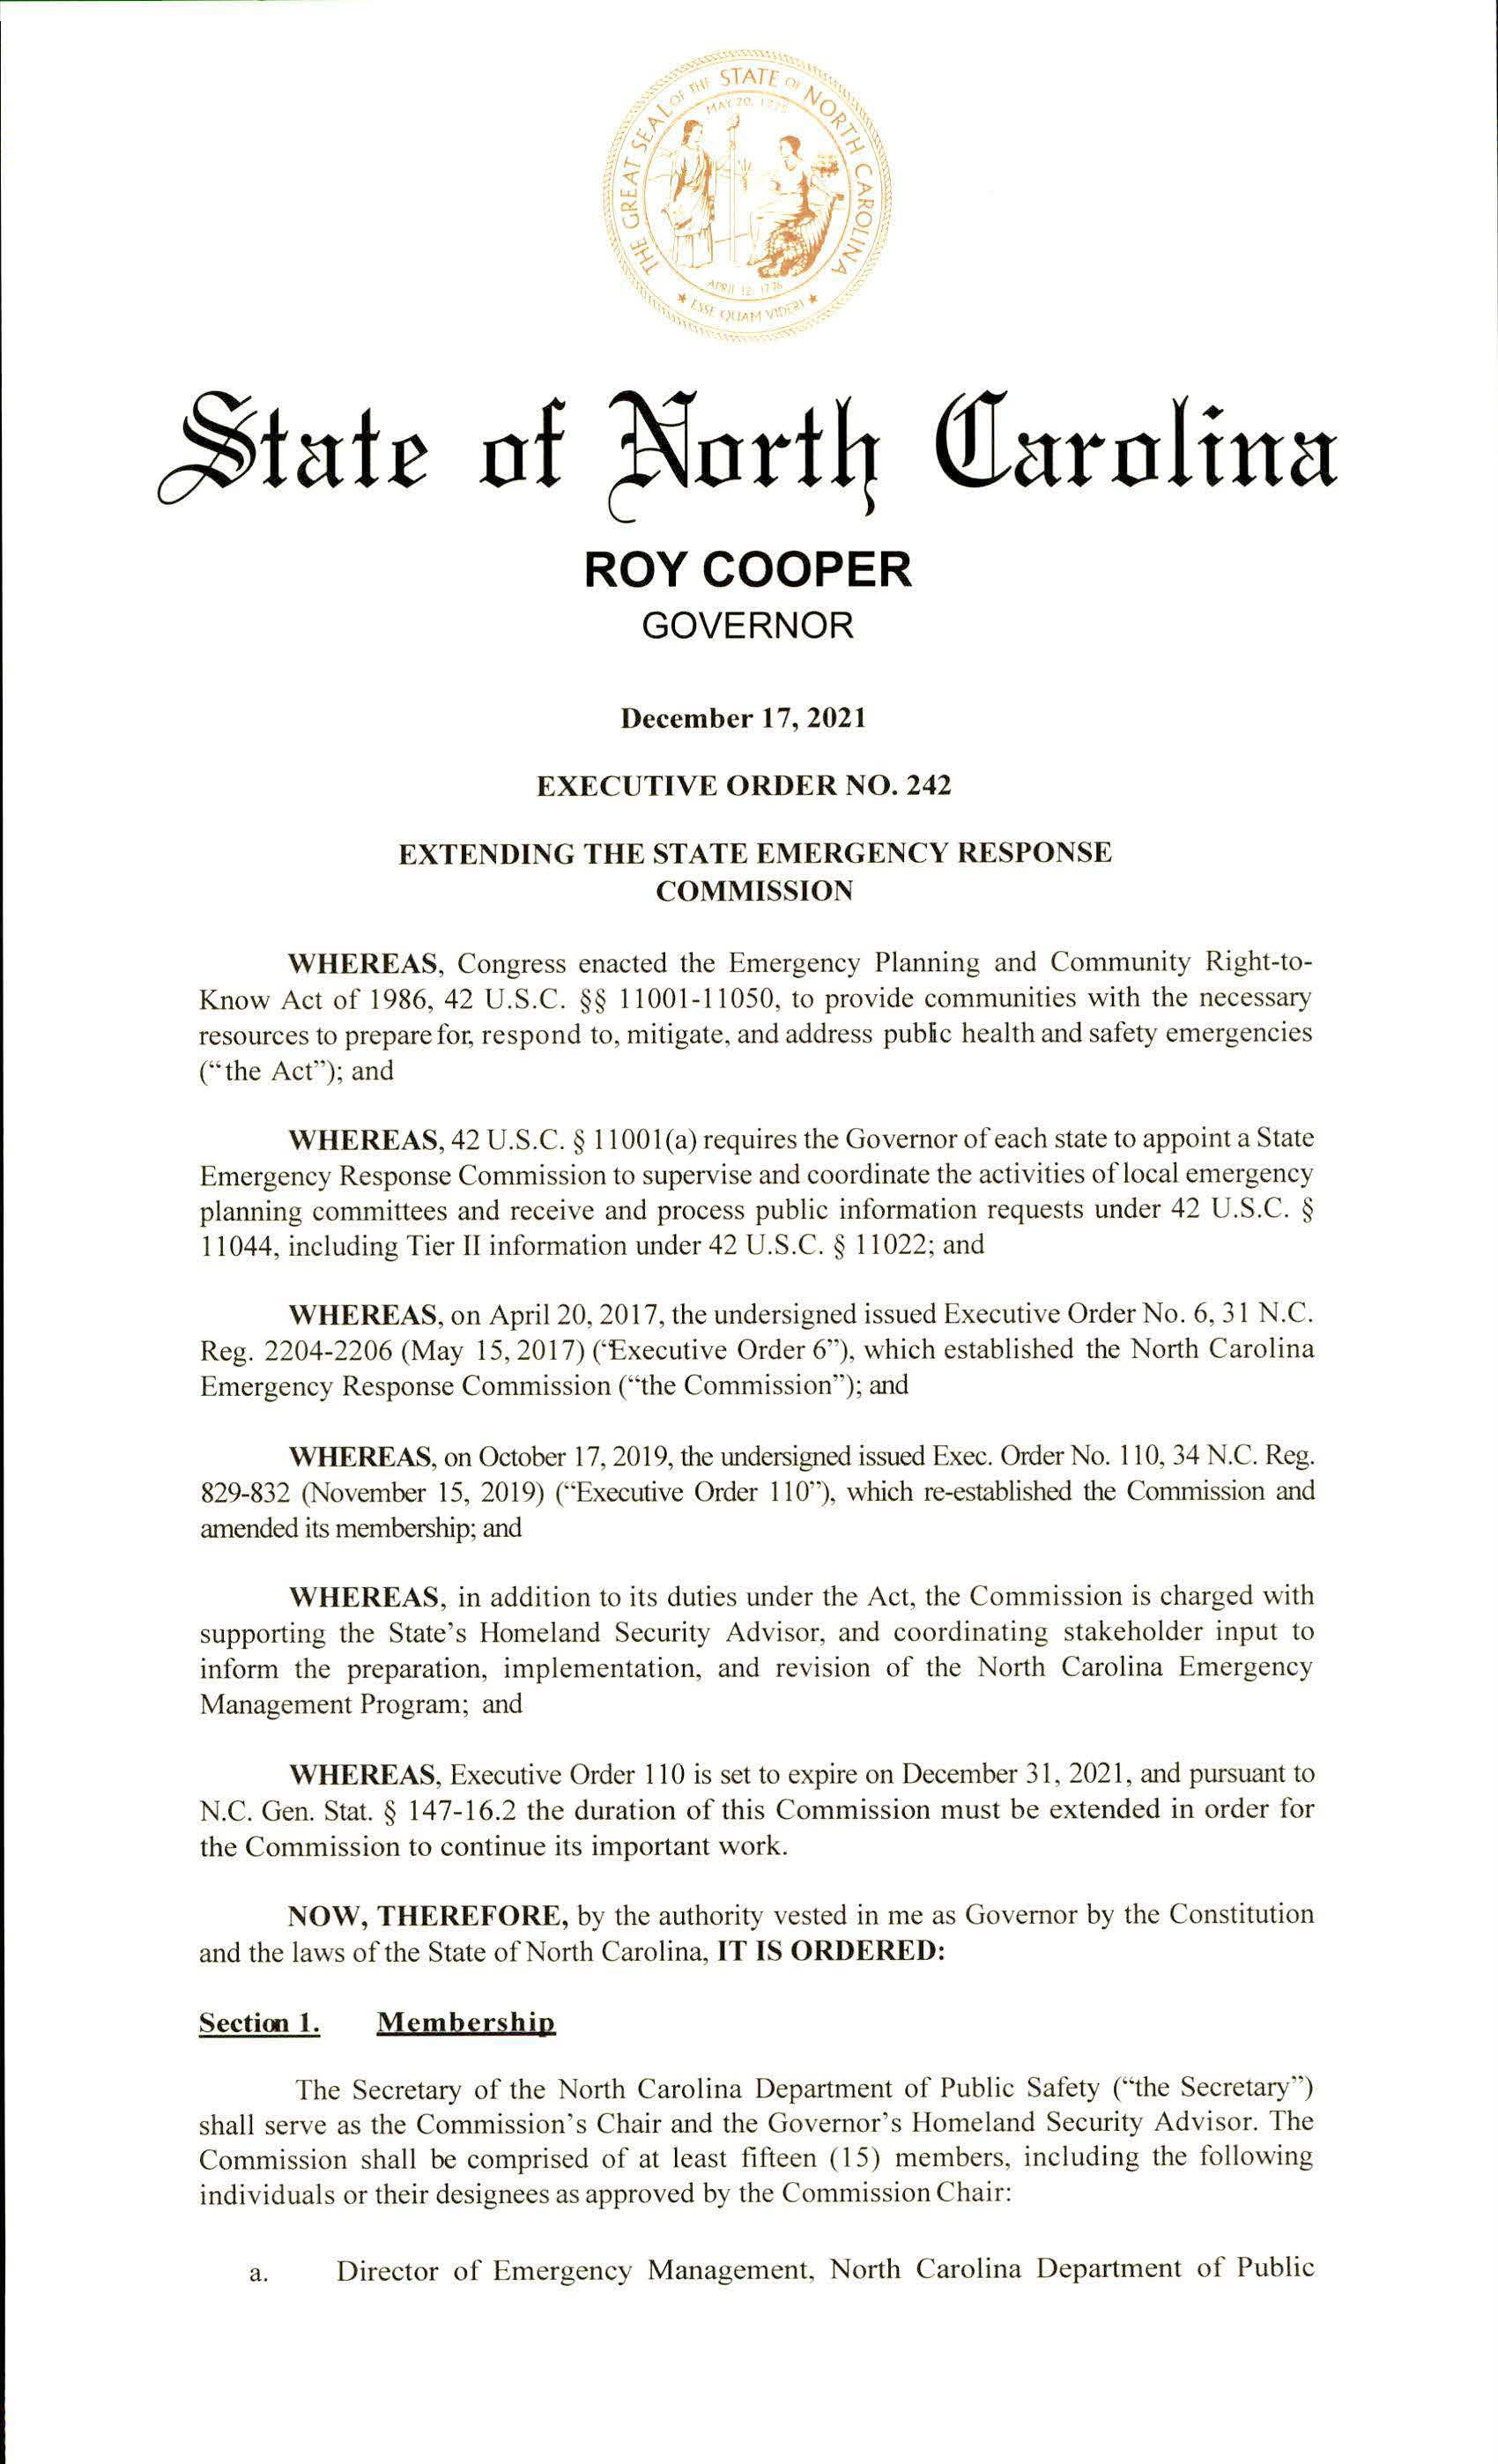 THE GREAT SEAL OF THE STATE OF NORTH CAROLINA
MAY 20, 1775
APRIL 12, 1776
★ ESSE QUAM VIDERI ★
State of North Carolina
ROY COOPER
GOVERNOR
December 17, 2021
EXECUTIVE ORDER NO. 242
EXTENDING THE STATE EMERGENCY RESPONSE
COMMISSION
WHEREAS, Congress enacted the Emergency Planning and Community Right-to-
Know Act of 1986, 42 U.S.C. §§ 11001-11050, to provide communities with the necessary
resources to prepare for, respond to, mitigate, and address public health and safety emergencies
(“the Act”); and
WHEREAS, 42 U.S.C. § 11001(a) requires the Governor of each state to appoint a State
Emergency Response Commission to supervise and coordinate the activities of local emergency
planning committees and receive and process public information requests under 42 U.S.C. §
11044, including Tier II information under 42 U.S.C. § 11022; and
WHEREAS, on April 20, 2017, the undersigned issued Executive Order No. 6, 31 N.C.
Reg. 2204-2206 (May 15, 2017) (“Executive Order 6”), which established the North Carolina
Emergency Response Commission (“the Commission”); and
WHEREAS, on October 17, 2019, the undersigned issued Exec. Order No. 110, 34 N.C. Reg.
829-832 (November 15, 2019) (“Executive Order 110”), which re-established the Commission and
amended its membership; and
WHEREAS, in addition to its duties under the Act, the Commission is charged with
supporting the State’s Homeland Security Advisor, and coordinating stakeholder input to
inform the preparation, implementation, and revision of the North Carolina Emergency
Management Program; and
WHEREAS, Executive Order 110 is set to expire on December 31, 2021, and pursuant to
N.C. Gen. Stat. § 147-16.2 the duration of this Commission must be extended in order for
the Commission to continue its important work.
NOW, THEREFORE, by the authority vested in me as Governor by the Constitution
and the laws of the State of North Carolina, IT IS ORDERED:
Section 1. Membership
The Secretary of the North Carolina Department of Public Safety (“the Secretary”)
shall serve as the Commission’s Chair and the Governor’s Homeland Security Advisor. The
Commission shall be comprised of at least fifteen (15) members, including the following
individuals or their designees as approved by the Commission Chair:
a. Director of Emergency Management, North Carolina Department of Public